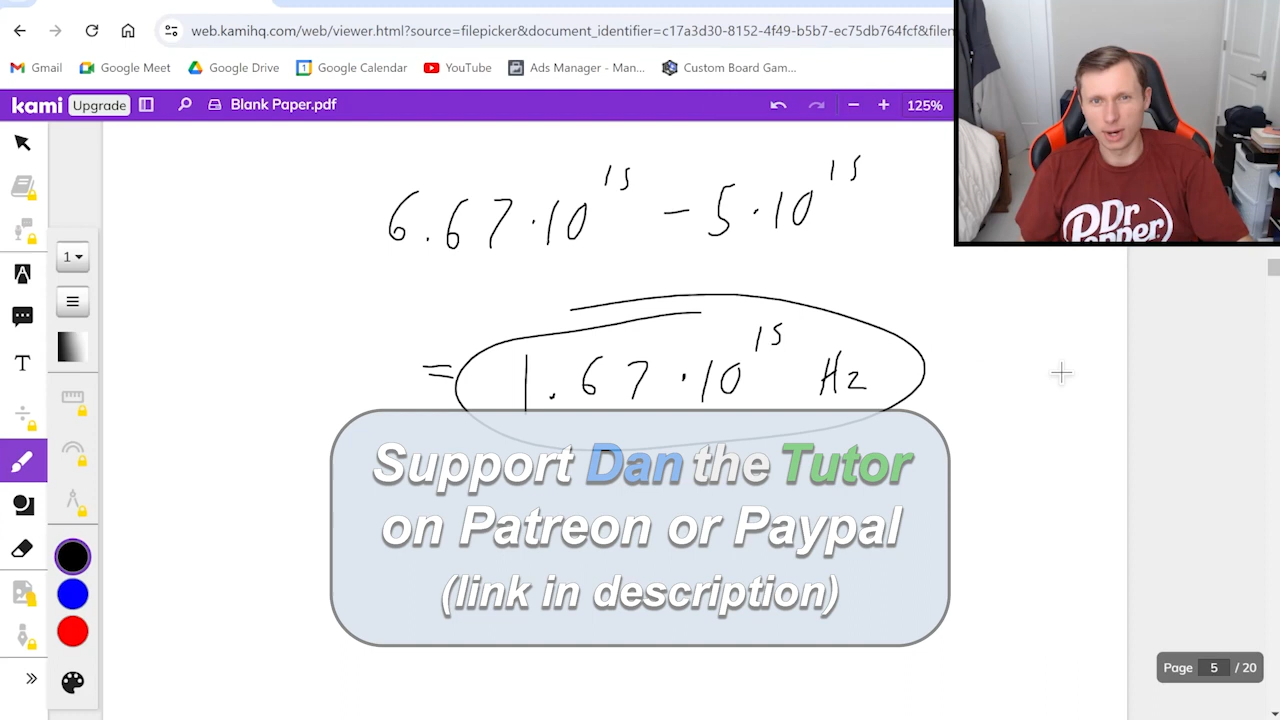 web.kamihq.com/web/viewer.html?source=filepicker&document_identifier=c17a3d30-8152-4f49-b5b7-ec75db764fcf&filen
Gmail Google Meet Google Drive Google Calendar YouTube Ads Manager - Man... Custom Board Gam...
kami Upgrade Blank Paper.pdf 125%
Dr Pepper
6.67·10^15 - 5·10^15
1
= 1.67·10^15 Hz
T
Support Dan the Tutor
on Patreon or Paypal
(link in description)
Page 5 / 20